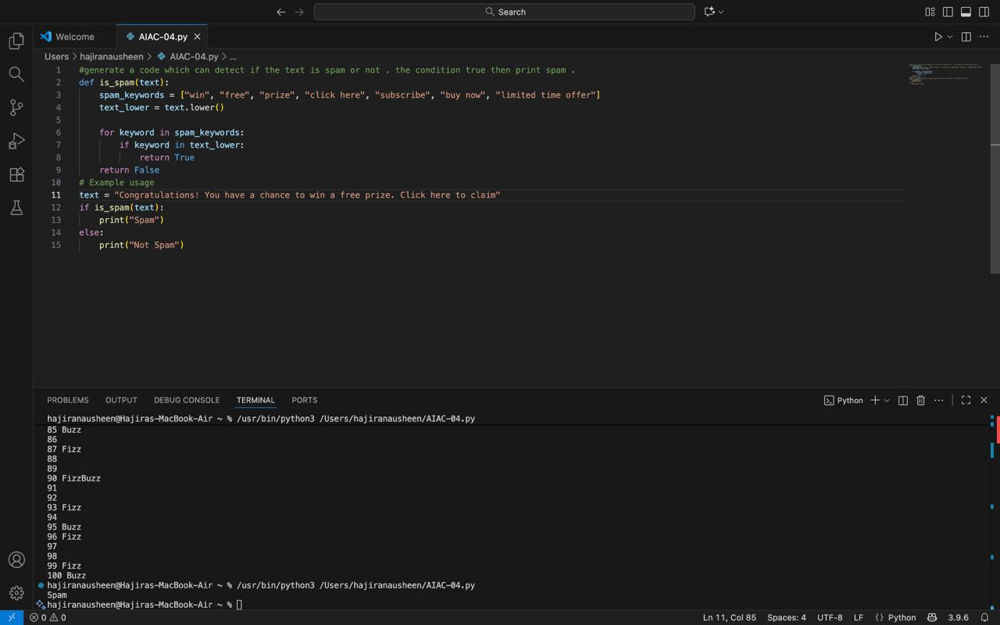 Search
Welcome
AIAC-04.py
Users > hajiranausheen > AIAC-04.py > ...
1 #generate a code which can detect if the text is spam or not . the condition true then print spam .
2 def is_spam(text):
3 spam_keywords = ["win", "free", "prize", "click here", "subscribe", "buy now", "limited time offer"]
4 text_lower = text.lower()
5
6 for keyword in spam_keywords:
7 if keyword in text_lower:
8 return True
9 return False
10 # Example usage
11 text = "Congratulations! You have a chance to win a free prize. Click here to claim"
12 if is_spam(text):
13 print("Spam")
14 else:
15 print("Not Spam")
PROBLEMS OUTPUT DEBUG CONSOLE TERMINAL PORTS
Python
hajiranausheen@Hajiras-MacBook-Air ~ % /usr/bin/python3 /Users/hajiranausheen/AIAC-04.py
85 Buzz
86
87 Fizz
88
89
90 FizzBuzz
91
92
93 Fizz
94
95 Buzz
96 Fizz
97
98
99 Fizz
100 Buzz
hajiranausheen@Hajiras-MacBook-Air ~ % /usr/bin/python3 /Users/hajiranausheen/AIAC-04.py
Spam
hajiranausheen@Hajiras-MacBook-Air ~ %
0 0 Ln 11, Col 85 Spaces: 4 UTF-8 LF {} Python 3.9.6